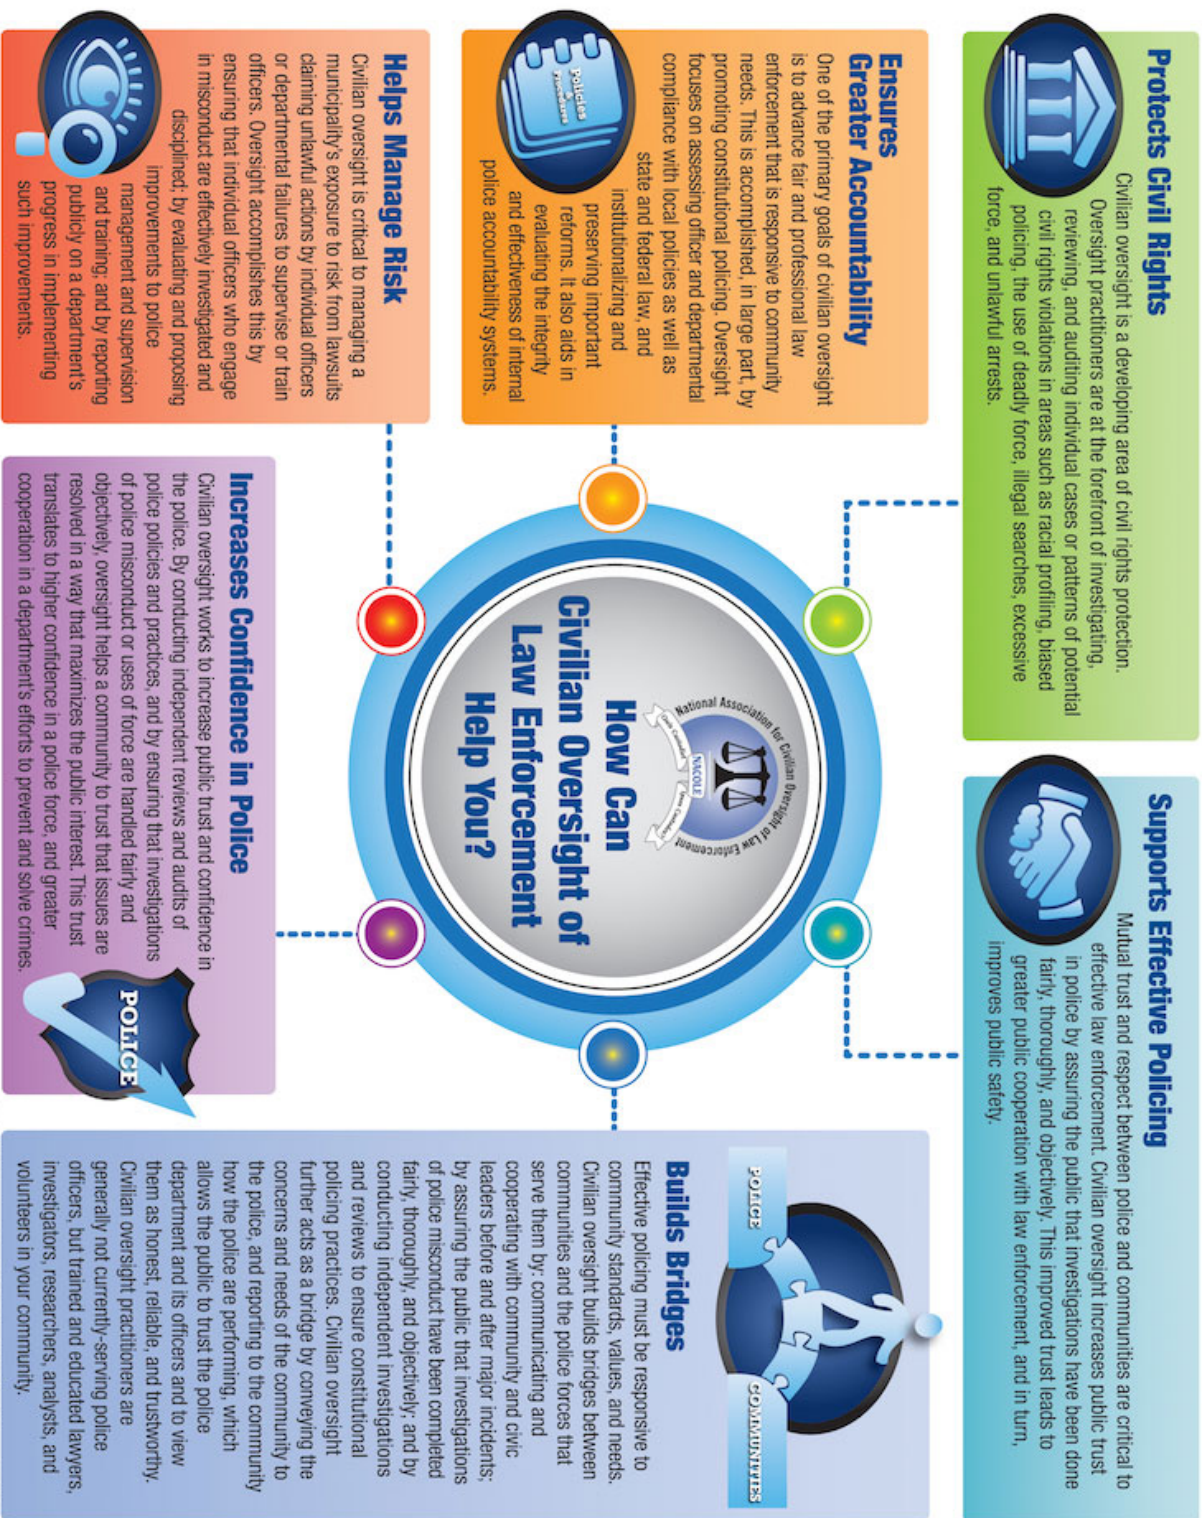 Protects Civil Rights
Civilian oversight is a developing area of civil rights protection.
Oversight practitioners are at the forefront of investigating,
reviewing, and auditing individual cases or patterns of potential
civil rights violations in areas such as racial profiling, biased
policing, the use of deadly force, illegal searches, excessive
force, and unlawful arrests.
Supports Effective Policing
Mutual trust and respect between police and communities are critical to
effective law enforcement. Civilian oversight increases public trust
in police by assuring the public that investigations have been done
fairly, thoroughly, and objectively. This improved trust leads to
greater public cooperation with law enforcement, and in turn,
improves public safety.
Ensures
Greater Accountability
One of the primary goals of civilian oversight
is to advance fair and professional law
enforcement that is responsive to community
needs. This is accomplished, in large part, by
promoting constitutional policing. Oversight
focuses on assessing officer and departmental
compliance with local policies as well as
state and federal law, and
institutionalizing and
preserving important
reforms. It also aids in
evaluating the integrity
and effectiveness of internal
police accountability systems.
Policies
&
Procedures
National Association for Civilian Oversight of Law Enforcement
NACOLE
How Can
Civilian Oversight of
Law Enforcement
Help You?
POLICE
COMMUNITIES
Builds Bridges
Effective policing must be responsive to
community standards, values, and needs.
Civilian oversight builds bridges between
communities and the police forces that
serve them by: communicating and
cooperating with community and civic
leaders before and after major incidents;
by assuring the public that investigations
of police misconduct have been completed
fairly, thoroughly, and objectively; and by
conducting independent investigations
and reviews to ensure constitutional
policing practices. Civilian oversight
further acts as a bridge by conveying the
concerns and needs of the community to
the police, and reporting to the community
how the police are performing, which
allows the public to trust the police
department and its officers and to view
them as honest, reliable, and trustworthy.
Civilian oversight practitioners are
generally not currently-serving police
officers, but trained and educated lawyers,
investigators, researchers, analysts, and
volunteers in your community.
Helps Manage Risk
Civilian oversight is critical to managing a
municipality's exposure to risk from lawsuits
claiming unlawful actions by individual officers
or departmental failures to supervise or train
officers. Oversight accomplishes this by
ensuring that individual officers who engage
in misconduct are effectively investigated and
disciplined; by evaluating and proposing
improvements to police
management and supervision
and training; and by reporting
publicly on a department's
progress in implementing
such improvements.
Increases Confidence in Police
Civilian oversight works to increase public trust and confidence in
the police. By conducting independent reviews and audits of
police policies and practices, and by ensuring that investigations
of police misconduct or uses of force are handled fairly and
objectively, oversight helps a community to trust that issues are
resolved in a way that maximizes the public interest. This trust
translates to higher confidence in a police force, and greater
cooperation in a department's efforts to prevent and solve crimes.
POLICE